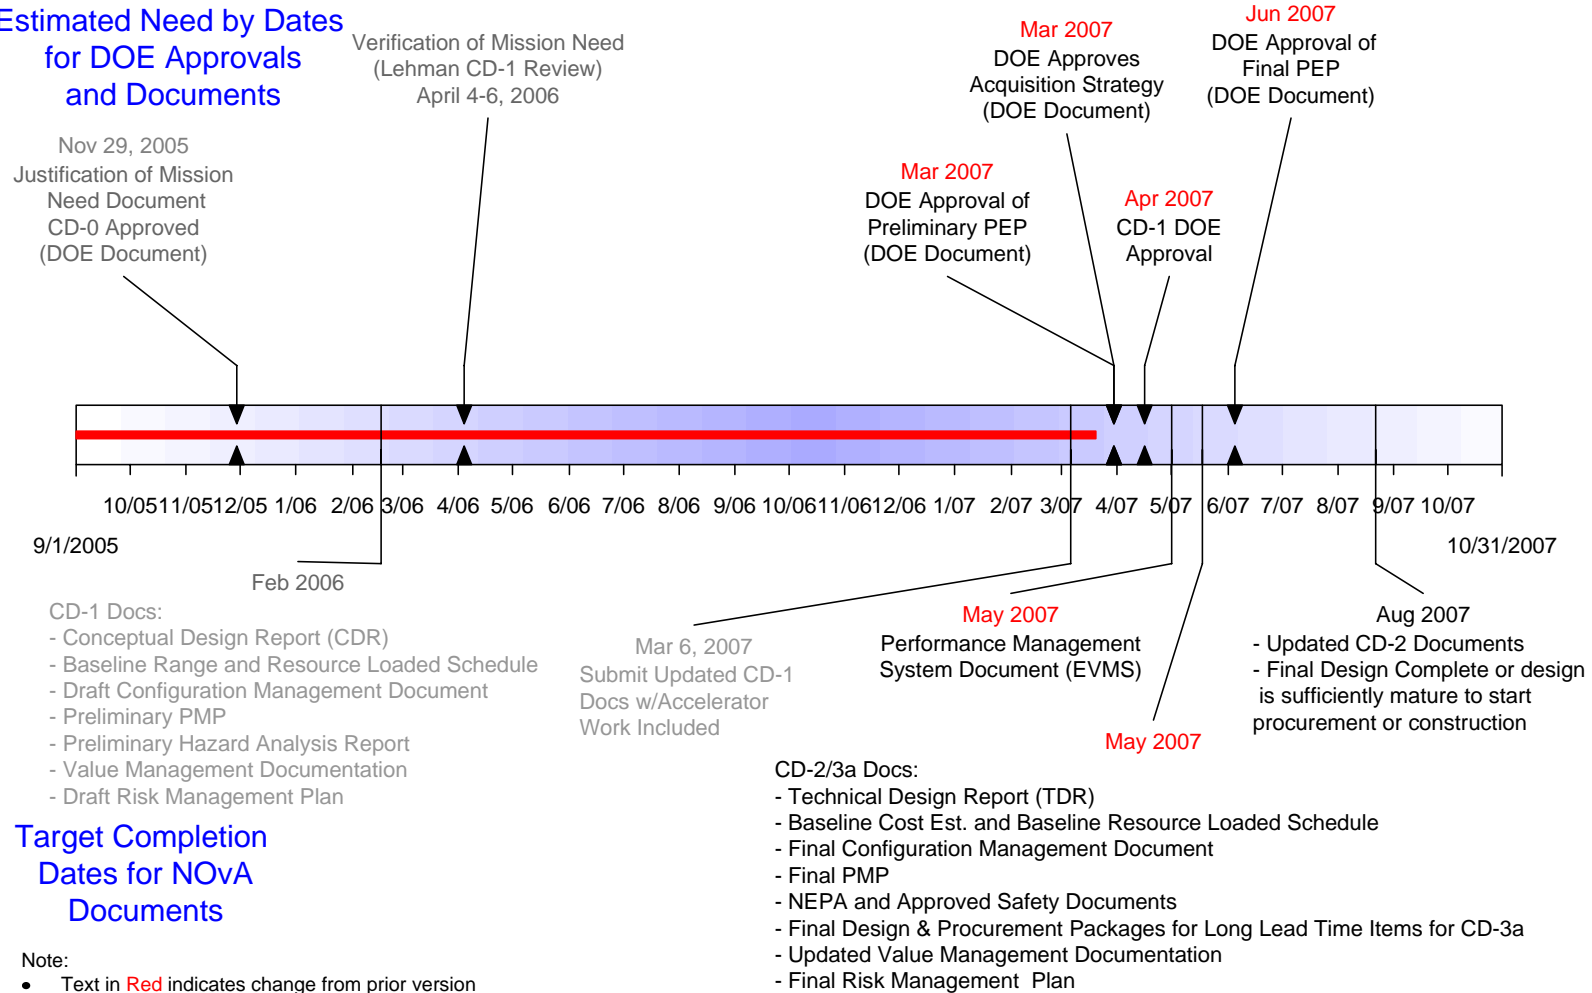 Estimated Need by Dates
for DOE Approvals
and Documents
Verification of Mission Need
(Lehman CD-1 Review)
April 4-6, 2006
Nov 29, 2005
Justification of Mission
Need Document
CD-0 Approved
(DOE Document)
Mar 2007
DOE Approves
Acquisition Strategy
(DOE Document)
Jun 2007
DOE Approval of
Final PEP
(DOE Document)
Mar 2007
DOE Approval of
Preliminary PEP
(DOE Document)
Apr 2007
CD-1 DOE
Approval
10/05 11/05 12/05 1/06 2/06 3/06 4/06 5/06 6/06 7/06 8/06 9/06 10/06 11/06 12/06 1/07 2/07 3/07 4/07 5/07 6/07 7/07 8/07 9/07 10/07
9/1/2005
10/31/2007
Feb 2006
CD-1 Docs:
- Conceptual Design Report (CDR)
- Baseline Range and Resource Loaded Schedule
- Draft Configuration Management Document
- Preliminary PMP
- Preliminary Hazard Analysis Report
- Value Management Documentation
- Draft Risk Management Plan
Mar 6, 2007
Submit Updated CD-1
Docs w/Accelerator
Work Included
May 2007
Performance Management
System Document (EVMS)
May 2007
CD-2/3a Docs:
- Technical Design Report (TDR)
- Baseline Cost Est. and Baseline Resource Loaded Schedule
- Final Configuration Management Document
- Final PMP
- NEPA and Approved Safety Documents
- Final Design & Procurement Packages for Long Lead Time Items for CD-3a
- Updated Value Management Documentation
- Final Risk Management Plan
Aug 2007
- Updated CD-2 Documents
- Final Design Complete or design
is sufficiently mature to start
procurement or construction
Target Completion
Dates for NOvA
Documents
Note:
• Text in Red indicates change from prior version